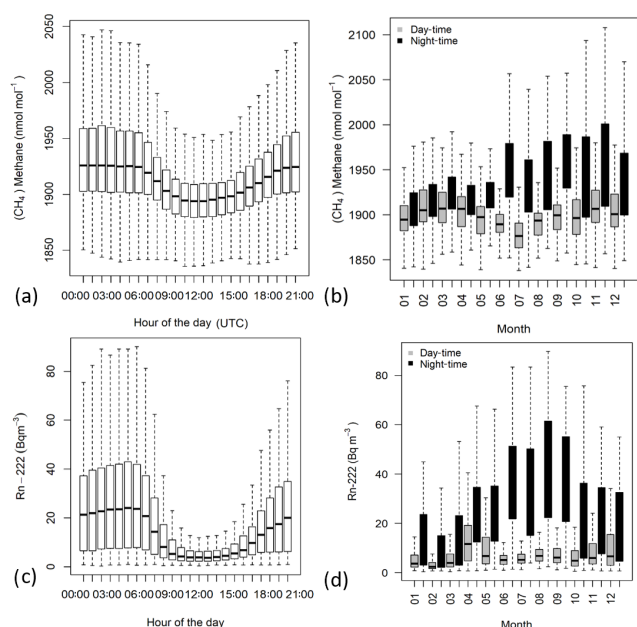 2050
2000
1950
1900
1850
(CH4) Methane (nmol mol−1)
(a)
00:00 03:00 06:00 09:00 12:00 15:00 18:00 21:00
Hour of the day (UTC)
Day-time
Night-time
2100
2050
2000
1950
1900
1850
(CH4) Methane (nmol mol−1)
(b)
01 02 03 04 05 06 07 08 09 10 11 12
Month
80
60
40
20
0
Rn−222 (Bqm−3)
(c)
00:00 03:00 06:00 09:00 12:00 15:00 18:00 21:00
Hour of the day
Day-time
Night-time
80
60
40
20
0
Rn-222 (Bq m−3)
(d)
01 02 03 04 05 06 07 08 09 10 11 12
Month